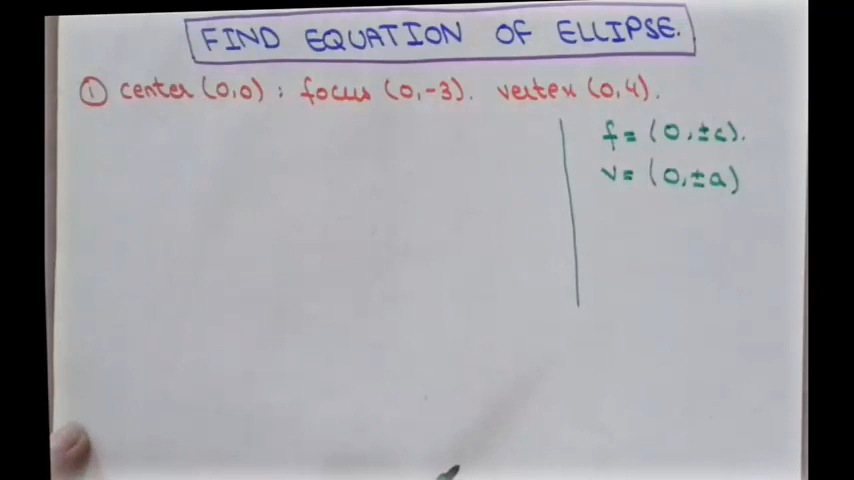 FIND EQUATION OF ELLIPSE.
① center (0,0) : focus (0,-3). vertex (0,4).
f = (0,±c).
v = (0,±a)